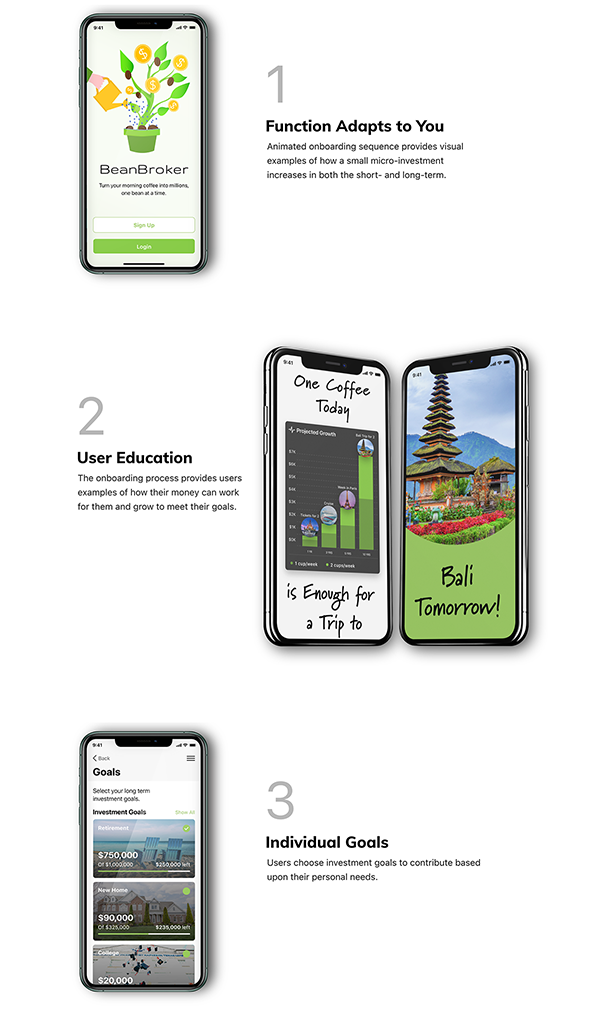 9:41
BeanBroker
Turn your morning coffee into millions,
one bean at a time.
Sign Up
Login
1
Function Adapts to You
Animated onboarding sequence provides visual
examples of how a small micro-investment
increases in both the short- and long-term.
2
User Education
The onboarding process provides users
examples of how their money can work
for them and grow to meet their goals.
9:41
One Coffee
Today
Projected Growth
Bali Trip for 2
$7K
$5K
$4K
$3K
$2K
$1K
$0K
Week in Paris
Cruise
Tickets for 2
1 cup/week
2 cups/week
is Enough for
a Trip to
9:41
Bali
Tomorrow!
9:41
Back
Goals
Select your long term
investment goals.
Investment Goals
Show All
Retirement
$750,000
Of $1,000,000
$250,000 left
New Home
$90,000
Of $325,000
$235,000 left
College
$20,000
3
Individual Goals
Users choose investment goals to contribute based
upon their personal needs.